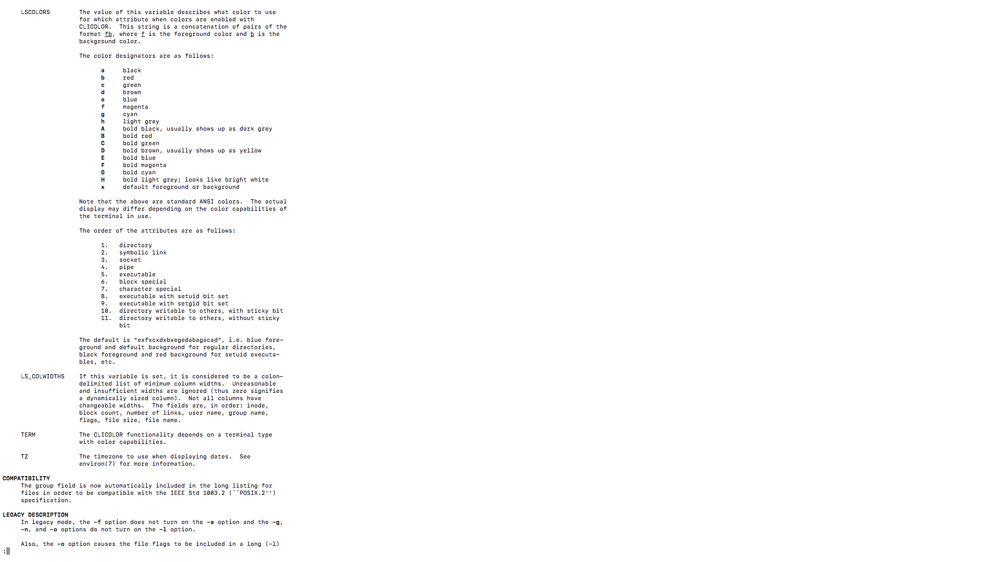 LSCOLORS        The value of this variable describes what color to use
for which attribute when colors are enabled with
CLICOLOR.  This string is a concatenation of pairs of the
format fb, where f is the foreground color and b is the
background color.

The color designators are as follows:

a     black
b     red
c     green
d     brown
e     blue
f     magenta
g     cyan
h     light grey
A     bold black, usually shows up as dark grey
B     bold red
C     bold green
D     bold brown, usually shows up as yellow
E     bold blue
F     bold magenta
G     bold cyan
H     bold light grey; looks like bright white
x     default foreground or background

Note that the above are standard ANSI colors.  The actual
display may differ depending on the color capabilities of
the terminal in use.

The order of the attributes are as follows:

1.   directory
2.   symbolic link
3.   socket
4.   pipe
5.   executable
6.   block special
7.   character special
8.   executable with setuid bit set
9.   executable with setgid bit set
10.  directory writable to others, with sticky bit
11.  directory writable to others, without sticky
bit

The default is "exfxcxdxbxegedabagacad", i.e. blue fore-
ground and default background for regular directories,
black foreground and red background for setuid executa-
bles, etc.

LS_COLWIDTHS    If this variable is set, it is considered to be a colon-
delimited list of minimum column widths.  Unreasonable
and insufficient widths are ignored (thus zero signifies
a dynamically sized column).  Not all columns have
changeable widths.  The fields are, in order: inode,
block count, number of links, user name, group name,
flags, file size, file name.

TERM            The CLICOLOR functionality depends on a terminal type
with color capabilities.

TZ              The timezone to use when displaying dates.  See
environ(7) for more information.

COMPATIBILITY
The group field is now automatically included in the long listing for
files in order to be compatible with the IEEE Std 1003.2 (``POSIX.2'')
specification.

LEGACY DESCRIPTION
In legacy mode, the -f option does not turn on the -a option and the -g,
-n, and -o options do not turn on the -l option.

Also, the -o option causes the file flags to be included in a long (-l)
: